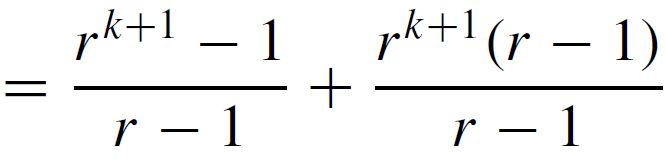 = \frac{r^{k+1} - 1}{r - 1} + \frac{r^{k+1}(r - 1)}{r - 1}